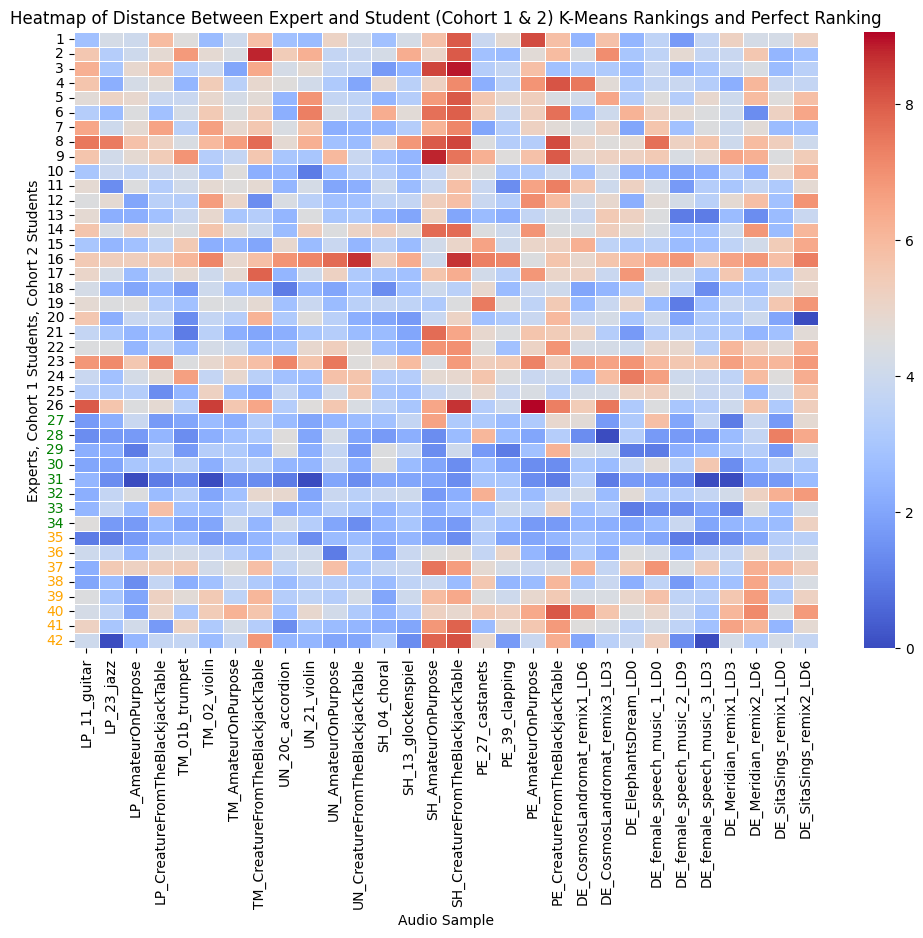 Heatmap of Distance Between Expert and Student (Cohort 1 & 2) K-Means Rankings and Perfect Ranking
Experts, Cohort 1 Students, Cohort 2 Students
1
2
3
4
5
6
7
8
9
10
11
12
13
14
15
16
17
18
19
20
21
22
23
24
25
26
27
28
29
30
31
32
33
34
35
36
37
38
39
40
41
42
8
6
4
2
0
LP_11_guitar
LP_23_jazz
LP_AmateurOnPurpose
LP_CreatureFromTheBlackjackTable
TM_01b_trumpet
TM_02_violin
TM_AmateurOnPurpose
TM_CreatureFromTheBlackjackTable
UN_20c_accordion
UN_21_violin
UN_AmateurOnPurpose
UN_CreatureFromTheBlackjackTable
SH_04_choral
SH_13_glockenspiel
SH_AmateurOnPurpose
SH_CreatureFromTheBlackjackTable
PE_27_castanets
PE_39_clapping
PE_AmateurOnPurpose
PE_CreatureFromTheBlackjackTable
DE_CosmosLandromat_remix1_LD6
DE_CosmosLandromat_remix3_LD3
DE_ElephantsDream_LD0
DE_female_speech_music_1_LD0
DE_female_speech_music_2_LD9
DE_female_speech_music_3_LD3
DE_Meridian_remix1_LD3
DE_Meridian_remix2_LD6
DE_SitaSings_remix1_LD0
DE_SitaSings_remix2_LD6
Audio Sample